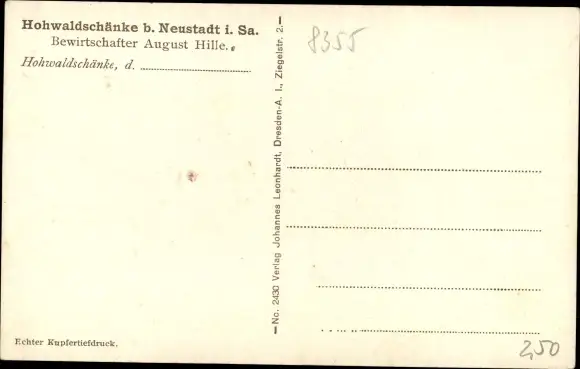 Hohwaldschänke b. Neustadt i. Sa.
Bewirtschafter August Hille.
Hohwaldschänke, d.
8355
No. 2430 Verlag Johannes Leonhardt, Dresden-A. 1., Ziegelstr. 2.
Echter Kupfertiefdruck.
2,50